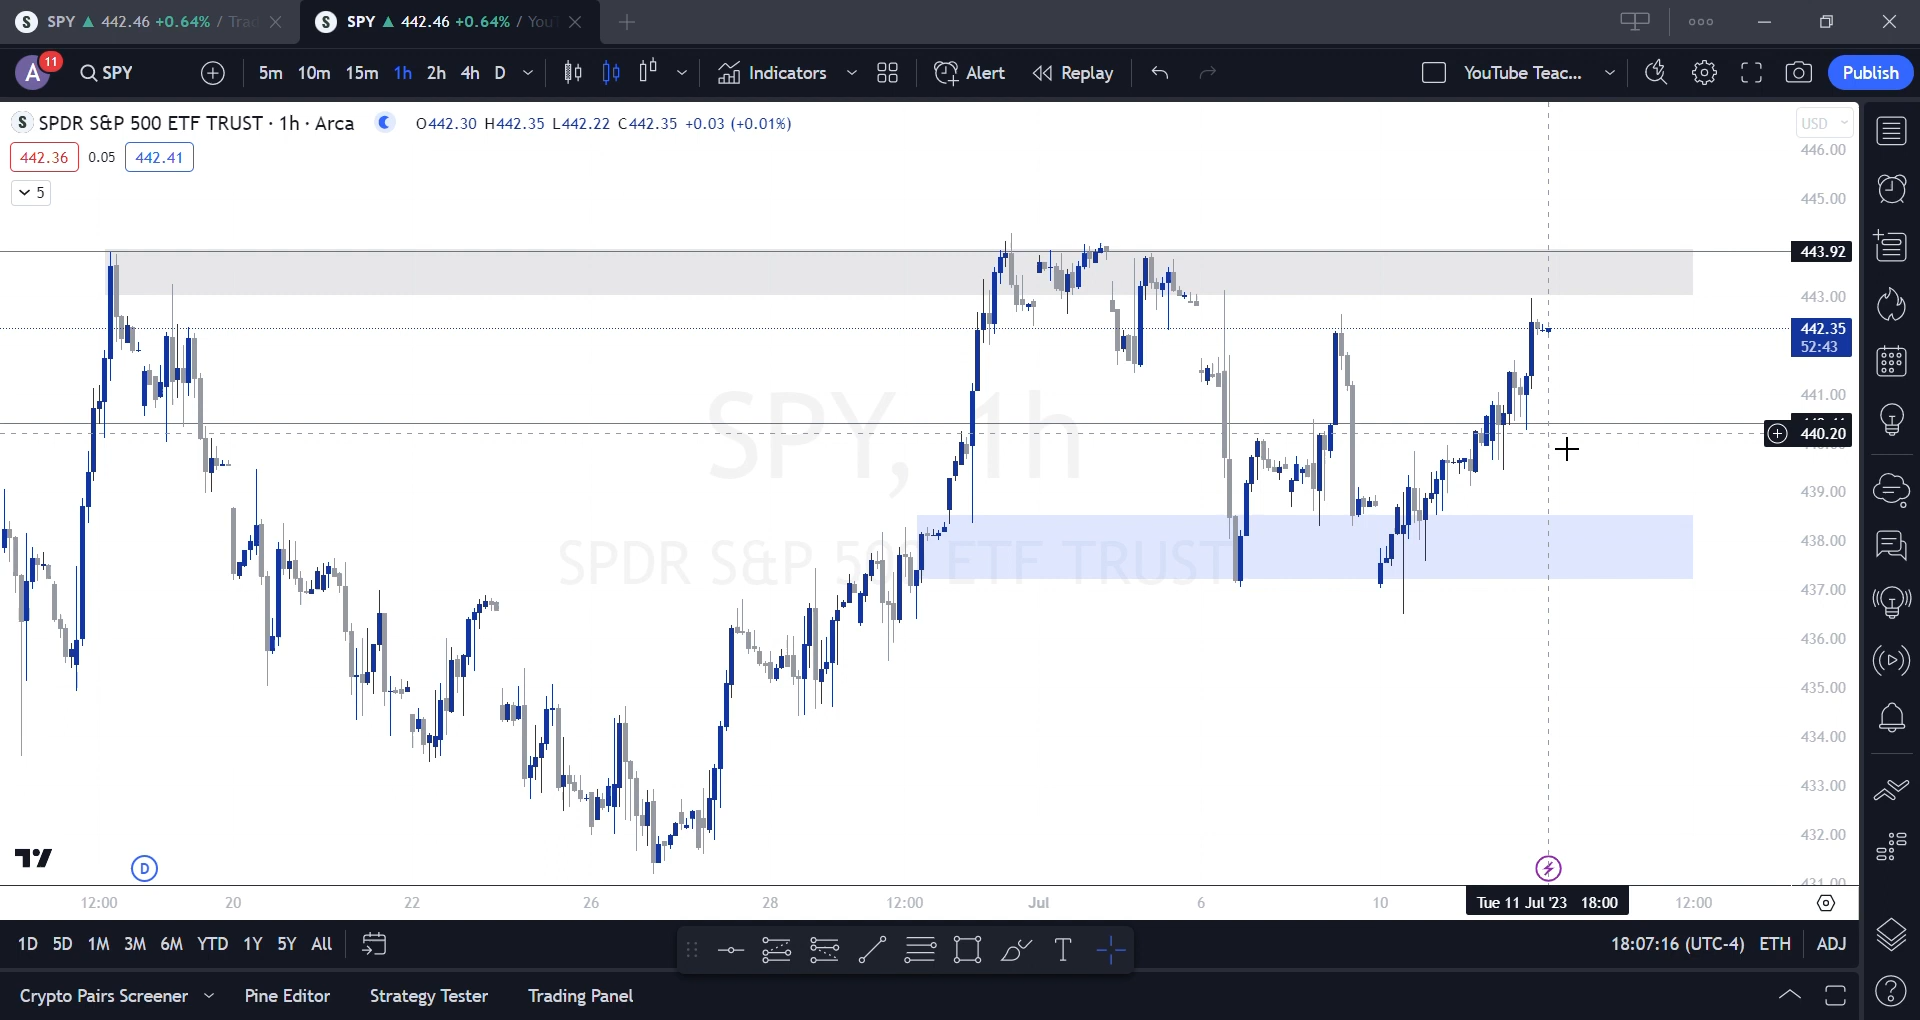 SPY ▲ 442.46 +0.64% / Trad
SPY ▲ 442.46 +0.64% / YouT
A 11 SPY 5m 10m 15m 1h 2h 4h D Indicators Alert Replay YouTube Teac... Publish
S SPDR S&P 500 ETF TRUST · 1h · Arca O442.30 H442.35 L442.22 C442.35 +0.03 (+0.01%)
USD
442.36 0.05 442.41
5
446.00
445.00
443.92
443.00
442.35
52:43
441.00
440.20
439.00
438.00
437.00
436.00
435.00
434.00
433.00
432.00
431.00
SPY, 1h
SPDR S&P 500 ETF TRUST
D
12:00 20 22 26 28 12:00 Jul 6 10 Tue 11 Jul '23 18:00 12:00
1D 5D 1M 3M 6M YTD 1Y 5Y All
T
18:07:16 (UTC-4) ETH ADJ
Crypto Pairs Screener Pine Editor Strategy Tester Trading Panel